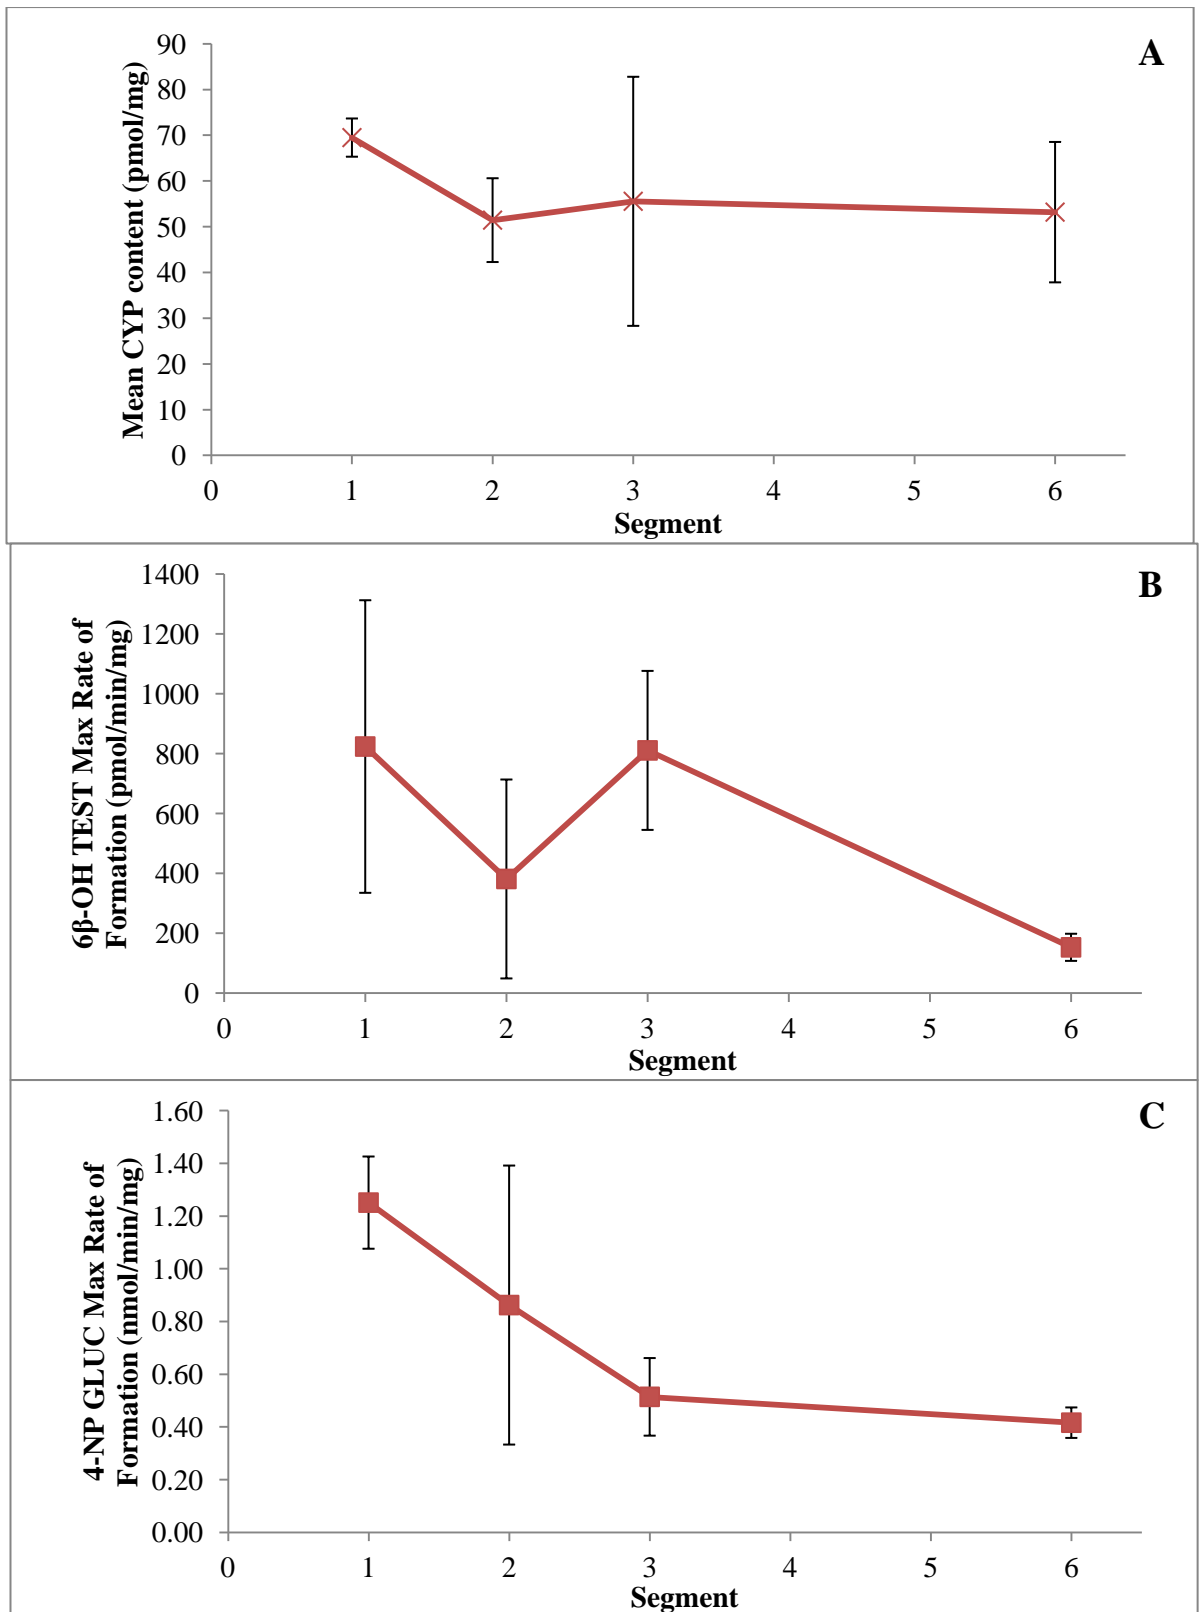 A
Mean CYP content (pmol/mg)
90
80
70
60
50
40
30
20
10
0
0 1 2 3 4 5 6
Segment
B
6β-OH TEST Max Rate of
Formation (pmol/min/mg)
1400
1200
1000
800
600
400
200
0
0 1 2 3 4 5 6
Segment
C
4-NP GLUC Max Rate of
Formation (nmol/min/mg)
1.60
1.40
1.20
1.00
0.80
0.60
0.40
0.20
0.00
0 1 2 3 4 5 6
Segment